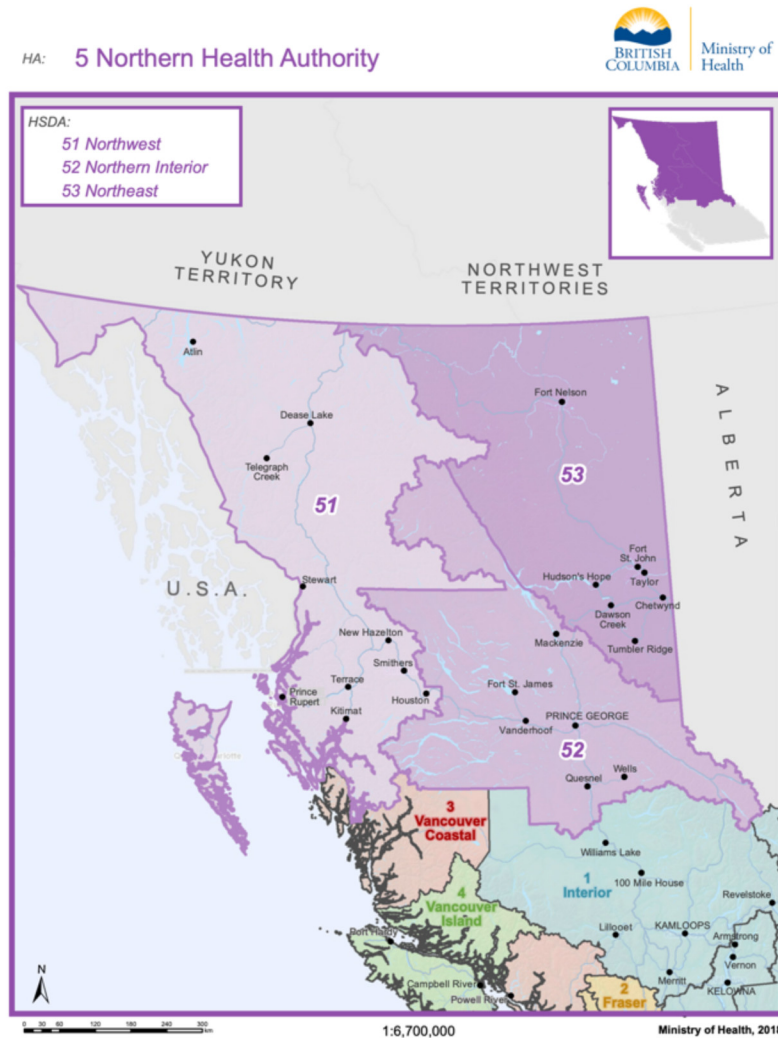 HA: 5 Northern Health Authority
BRITISH
COLUMBIA
Ministry of
Health
HSDA:
51 Northwest
52 Northern Interior
53 Northeast
YUKON
TERRITORY
NORTHWEST
TERRITORIES
ALBERTA
U.S.A.
Atlin
Dease Lake
Telegraph
Creek
51
Fort Nelson
53
Fort
St. John
Taylor
Hudson's Hope
Chetwynd
Dawson
Creek
Tumbler Ridge
Stewart
New Hazelton
Smithers
Terrace
Kitimat
Houston
Prince
Rupert
Mackenzie
Fort St. James
Vanderhoof
PRINCE GEORGE
52
Wells
Quesnel
3
Vancouver
Coastal
Williams Lake
1
Interior
100 Mile House
4
Vancouver
Island
Revelstoke
Lillooet
KAMLOOPS
Armstrong
Vernon
Port Hardy
Campbell River
Powell River
Merritt
KELOWNA
2
Fraser
N
0 30 60 120 180 240 300
km
1:6,700,000
Ministry of Health, 2018